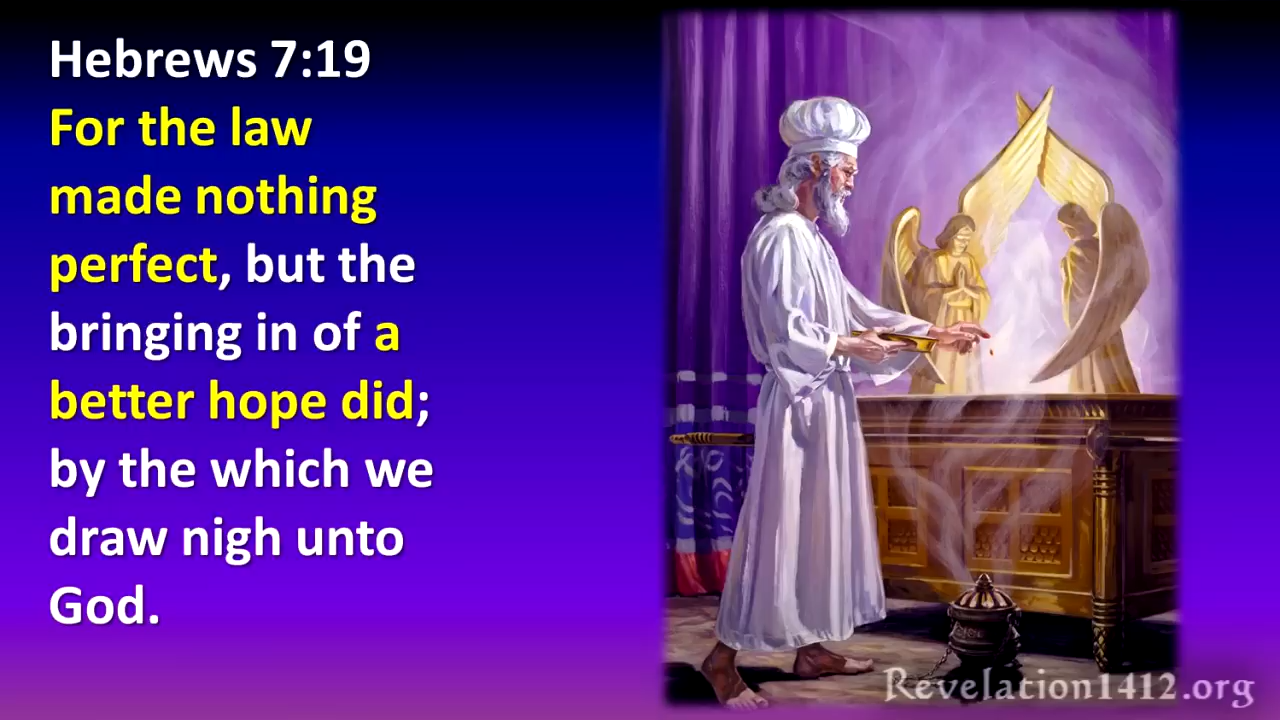 Hebrews 7:19
For the law
made nothing
perfect, but the
bringing in of a
better hope did;
by the which we
draw nigh unto
God.
Revelation1412.org